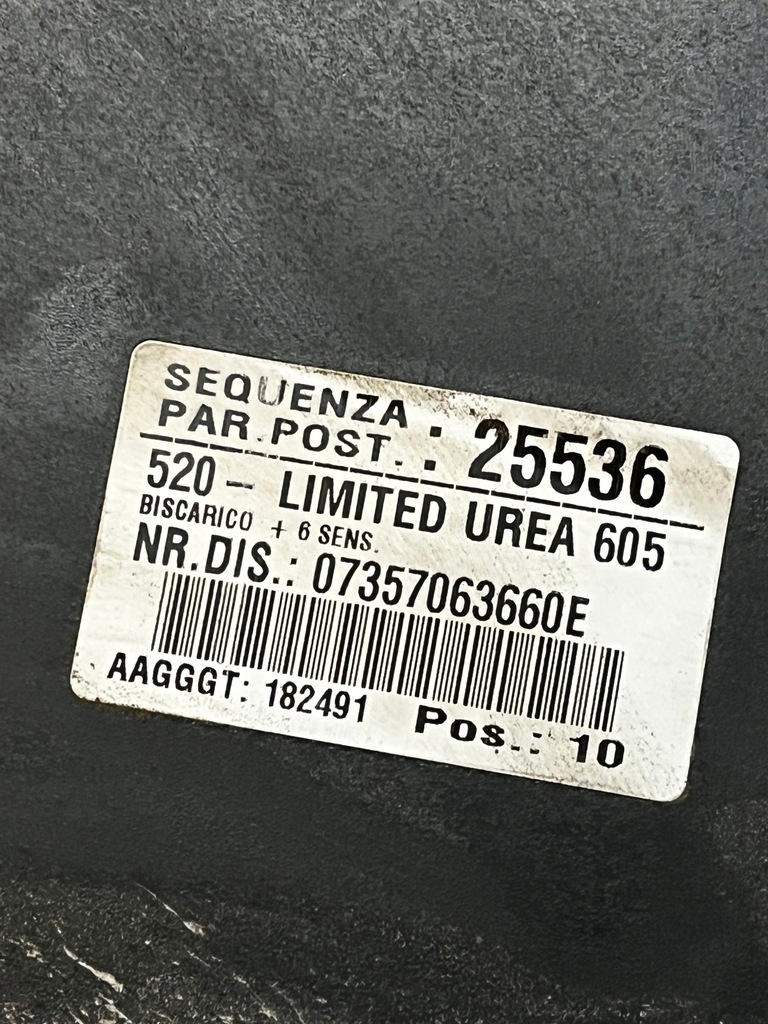 SEQUENZA
PAR.POST. : 25536
520 - LIMITED UREA 605
BISCARICO + 6 SENS.
NR.DIS.: 07357063660E
AAGGGT: 182491 Pos.: 10